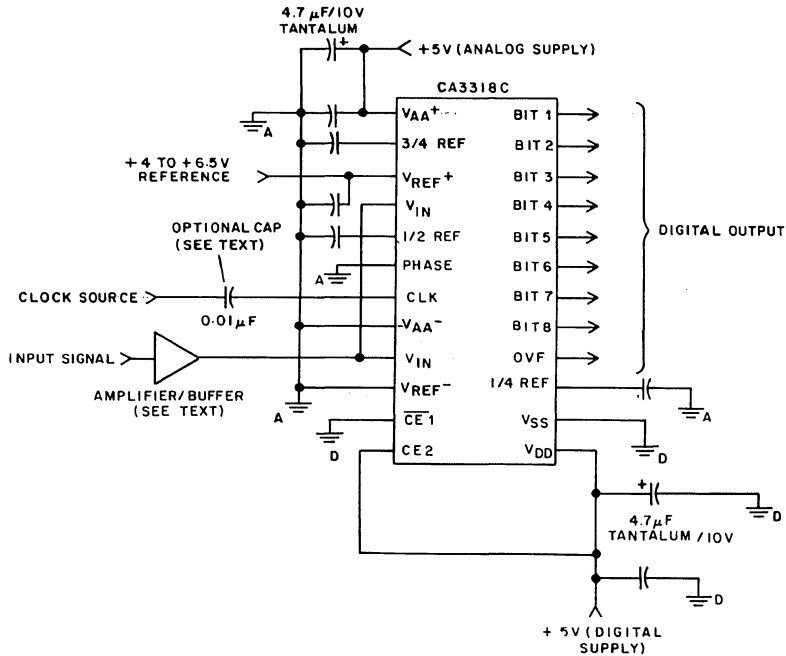 4.7 µF/10V
TANTALUM
+
+5V (ANALOG SUPPLY)
CA3318C
A
VAA+
BIT 1
3/4 REF
BIT 2
+4 TO +6.5V
REFERENCE
VREF+
BIT 3
VIN
BIT 4
OPTIONAL CAP
(SEE TEXT)
1/2 REF
BIT 5
DIGITAL OUTPUT
A
PHASE
BIT 6
CLOCK SOURCE
0.01µF
CLK
BIT 7
VAA-
BIT 8
INPUT SIGNAL
VIN
OVF
AMPLIFIER/BUFFER
(SEE TEXT)
VREF-
1/4 REF
A
A
CE1
VSS
D
D
CE2
VDD
+
4.7µF
TANTALUM /10V
D
D
+ 5V (DIGITAL
SUPPLY)